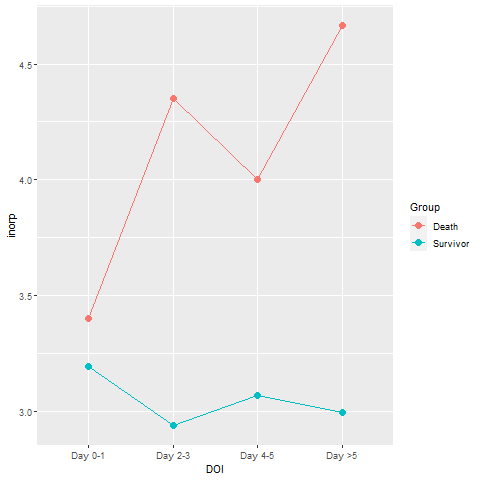 4.5
4.0
3.5
3.0
inorp
Day 0-1
Day 2-3
Day 4-5
Day >5
DOI
Group
Death
Survivor